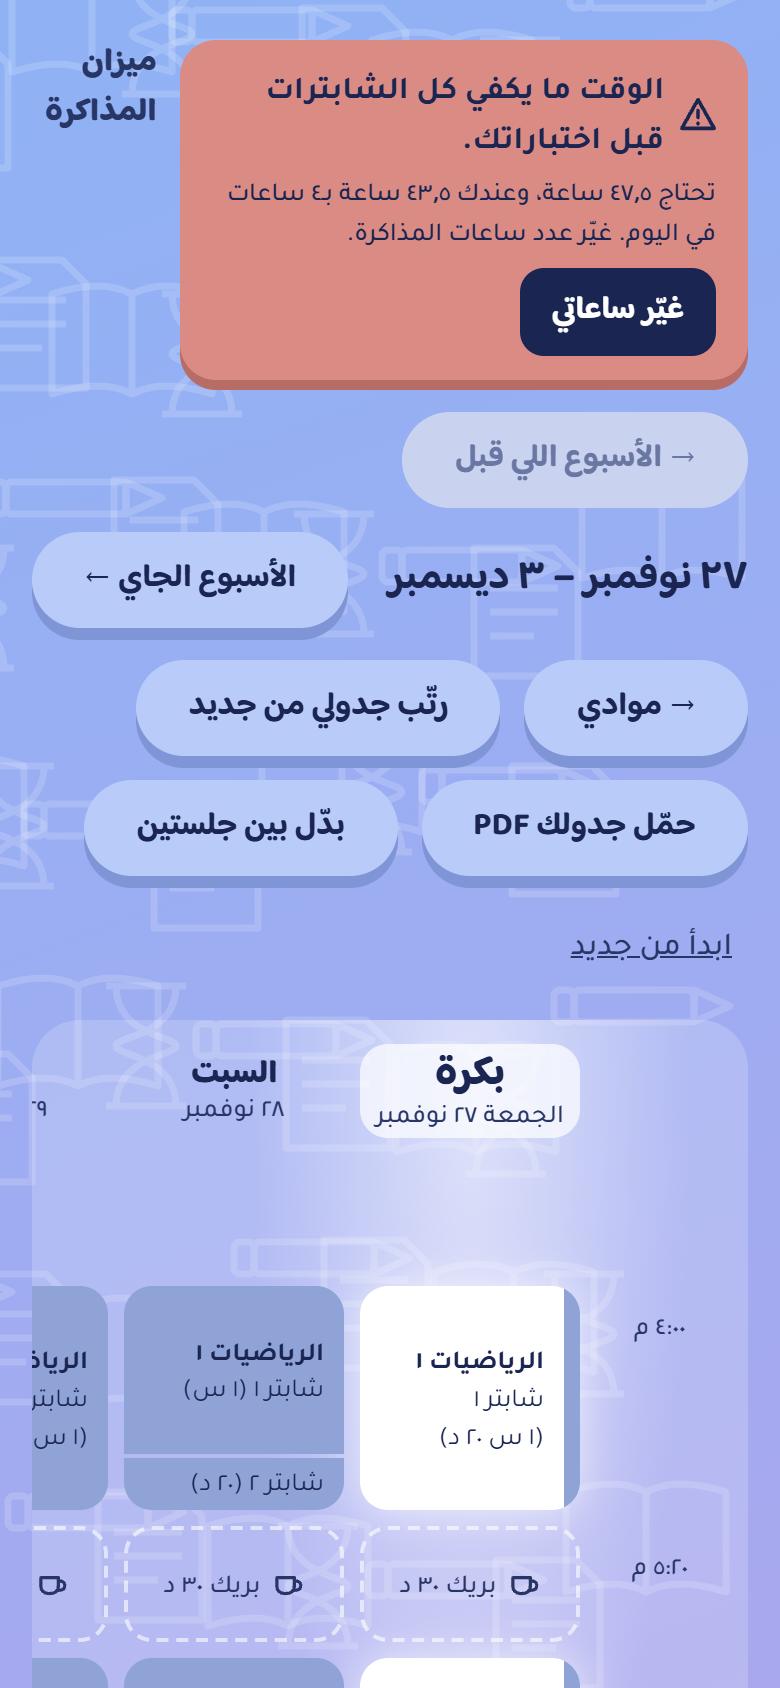 ميزان
المذاكرة
الوقت ما يكفي كل الشابترات
قبل اختباراتك.
تحتاج ٤٧٫٥ ساعة، وعندك ٤٣٫٥ ساعة بـ٤ ساعات
في اليوم. غيّر عدد ساعات المذاكرة.
غيّر ساعاتي
→ الأسبوع اللي قبل
٢٧ نوفمبر – ٣ ديسمبر
الأسبوع الجاي ←
→ موادي
رتّب جدولي من جديد
حمّل جدولك PDF
بدّل بين جلستين
ابدأ من جديد
بكرة
الجمعة ٢٧ نوفمبر
السبت
٢٨ نوفمبر
٢٩
٤:٠٠ م
الرياضيات ١
شابتر ١
(١ س ٢٠ د)
الرياضيات ١
شابتر ١ (١ س)
شابتر ٢ (٢٠ د)
الرياض
شابتر
(١ س
٥:٢٠ م
بريك ٣٠ د
بريك ٣٠ د